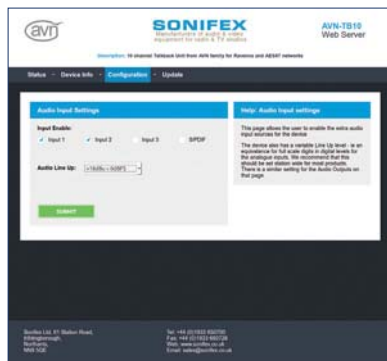 avn
SONIFEX
Manufacturers of audio & video
equipment for radio & TV studios
AVN-TB10
Web Server
Description: 10 channel Talkback Unit from AVN family for Ravenna and AES67 networks
Status - Device Info - Configuration - Update
Audio Input Settings
Input Enable:
Input 1 Input 2 Input 3 S/PDIF
Audio Line Up: +18dBu = 0dBFS
SUBMIT
Help: Audio Input settings
This page allows the user to enable the extra audio
input sources for the device
The device also has a variable Line Up level - is an
equivalence for full scale digits in digital levels for
the analogue inputs. We recommend that this
should be set station wide for most products.
There is a similar setting for the Audio Outputs on
that page
Sonifex Ltd, 61 Station Road,
Irthlingborough,
Northants,
NN9 5QE
Tel: +44 (0)1933 650700
Fax: +44 (0)1933 650726
Web: www.sonifex.co.uk
Email: sales@sonifex.co.uk